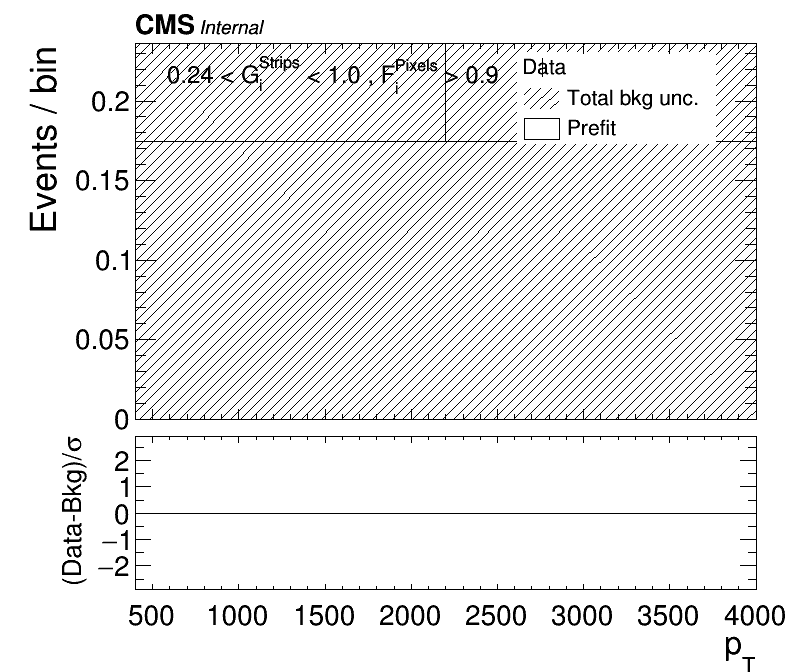 CMS Internal
0.24 < G_i^Strips < 1.0 , F_i^Pixels > 0.9
Data
Total bkg unc.
Prefit
Events / bin
0.2
0.15
0.1
0.05
0
(Data-Bkg)/σ
2
1
0
−1
−2
500 1000 1500 2000 2500 3000 3500 4000
p_T